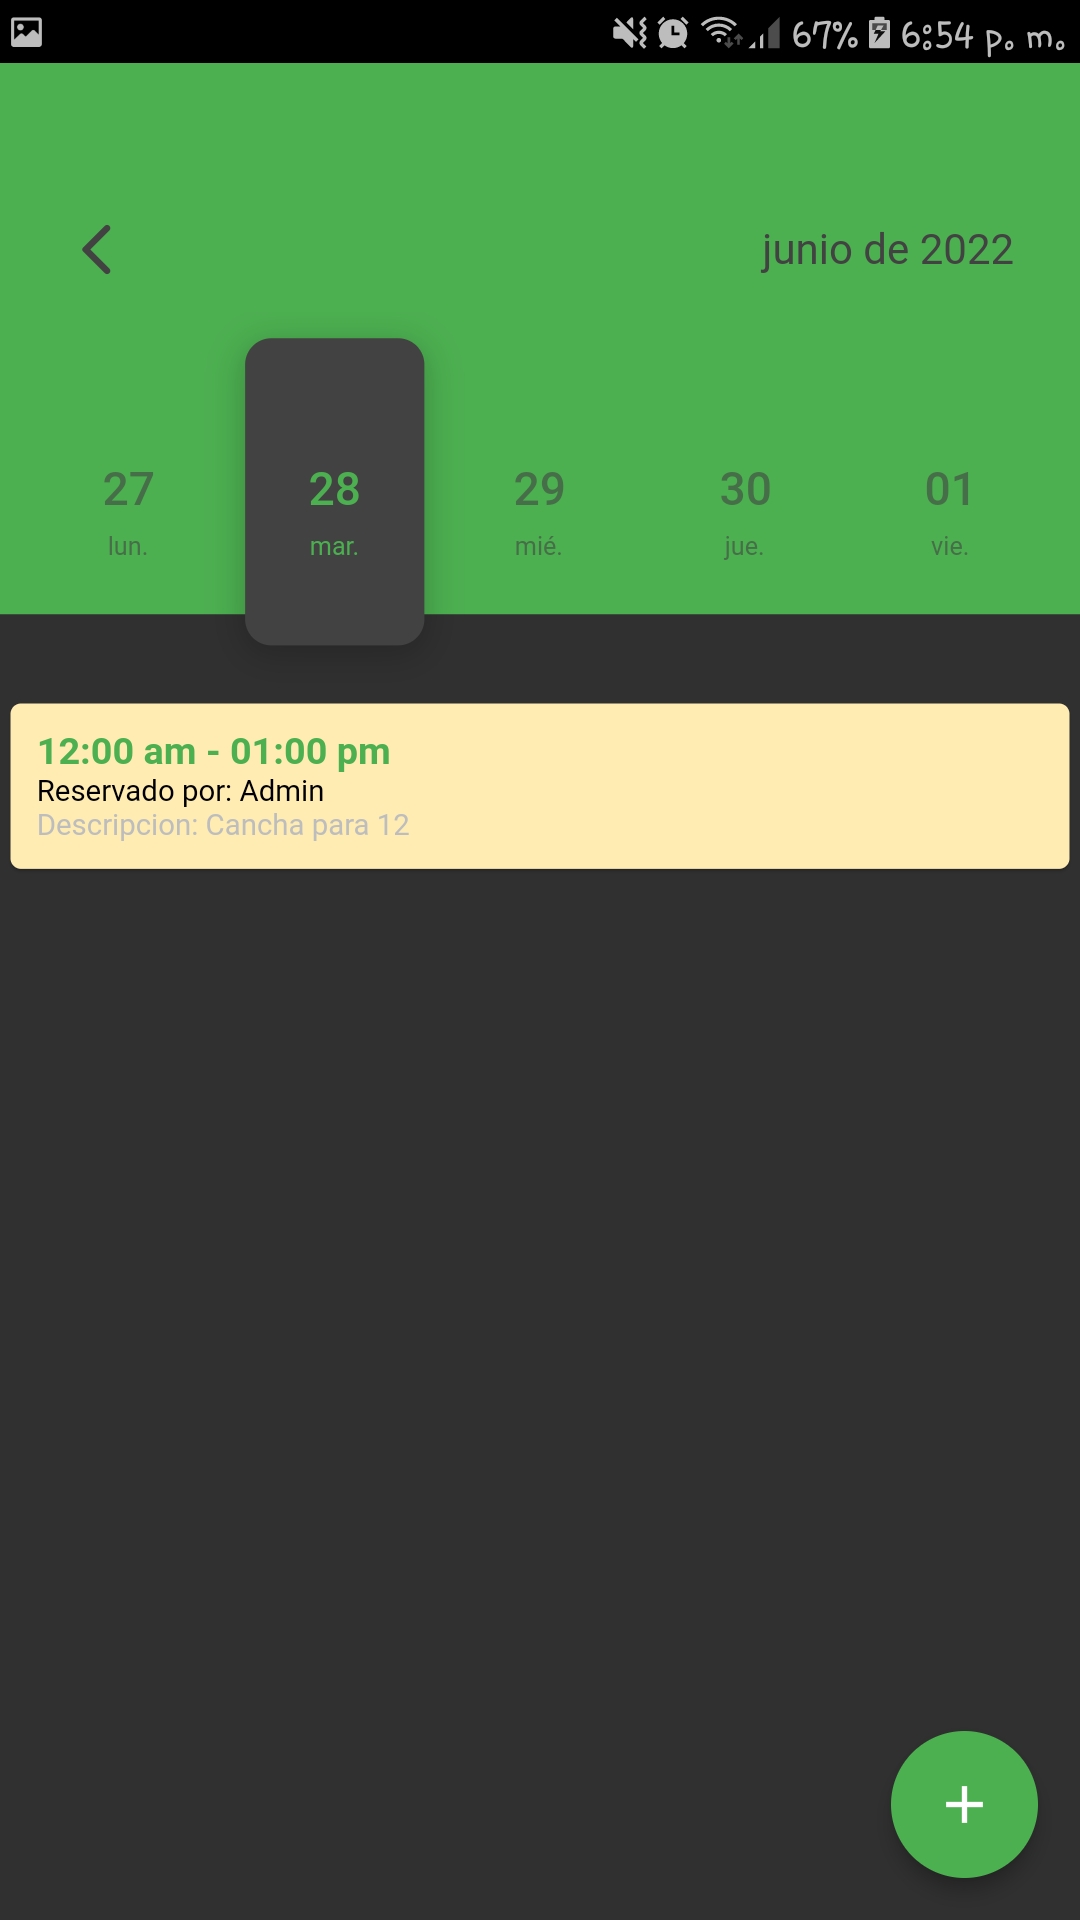 67% 6:54 p. m.
junio de 2022
27 28 29 30 01
lun. mar. mié. jue. vie.
12:00 am - 01:00 pm
Reservado por: Admin
Descripcion: Cancha para 12